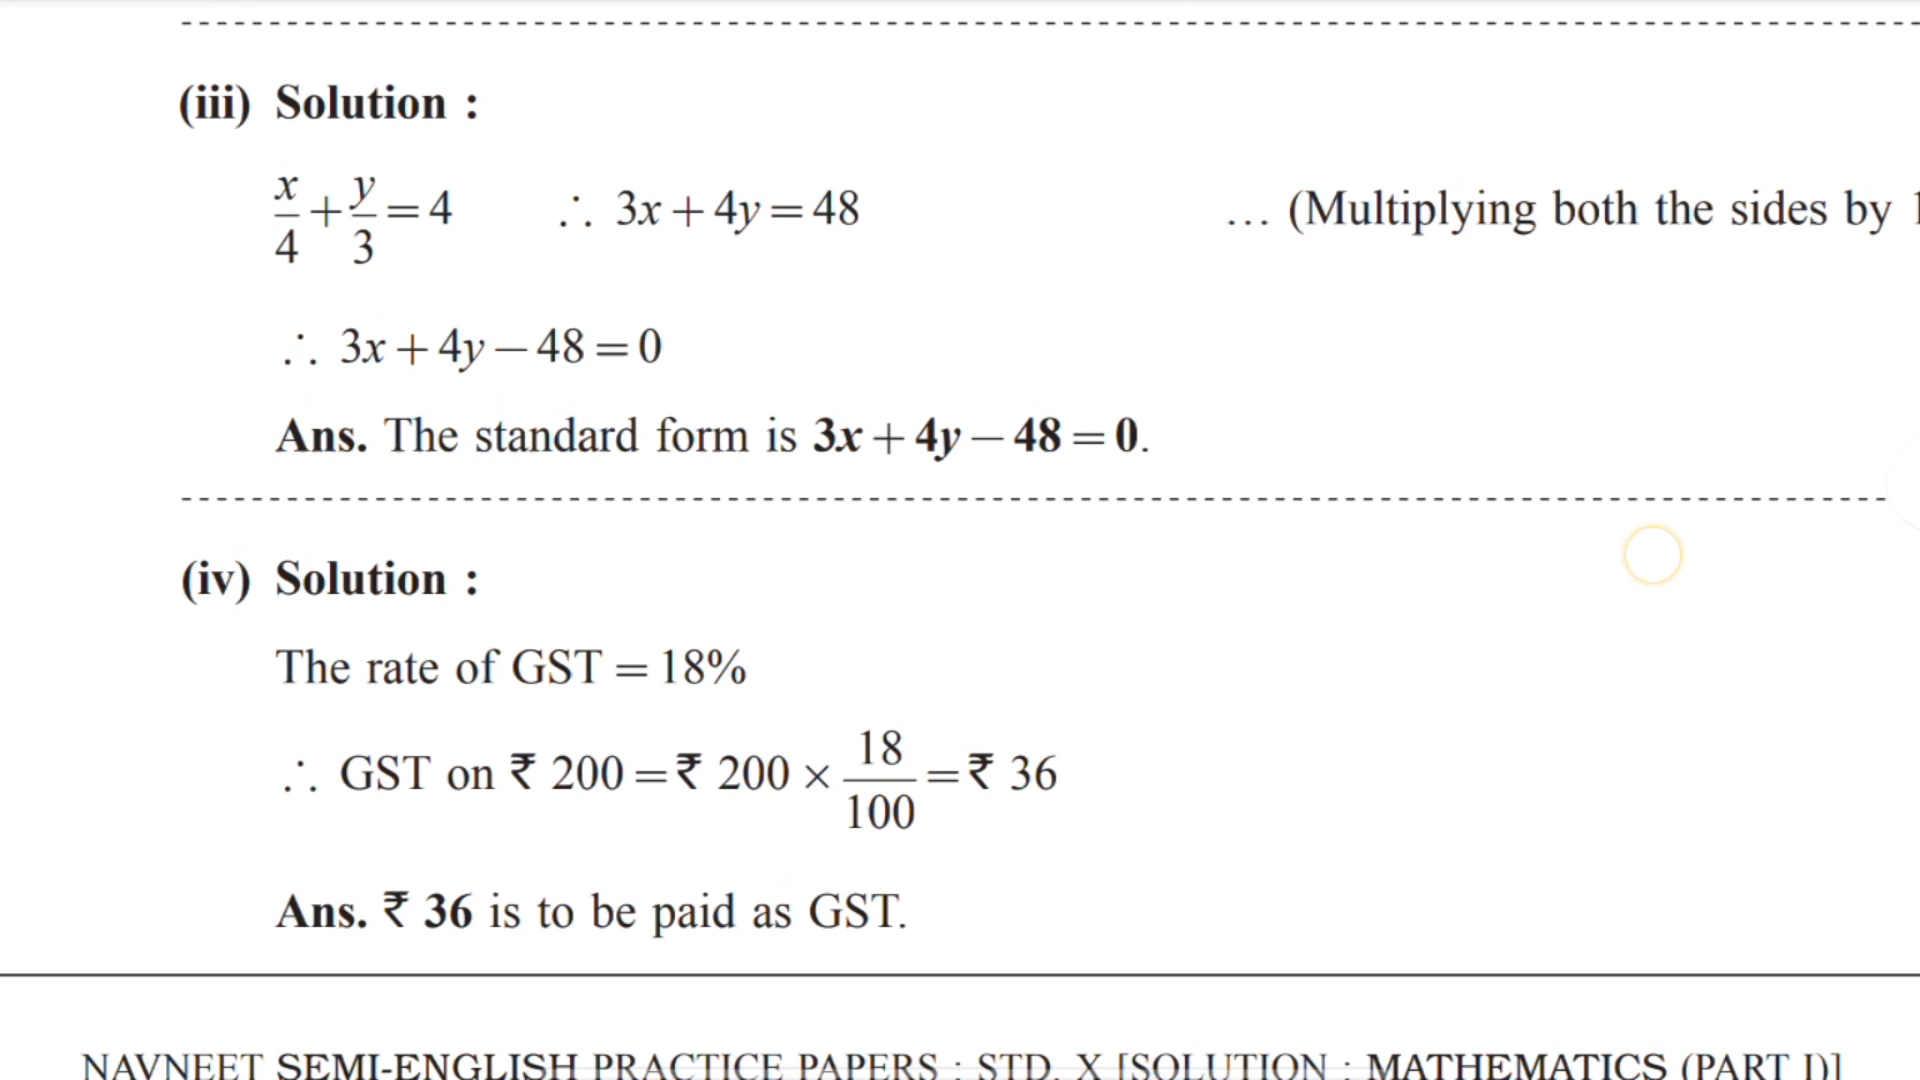 (iii) Solution :
x/4 + y/3 = 4 ∴ 3x + 4y = 48 ... (Multiplying both the sides by
∴ 3x + 4y – 48 = 0
Ans. The standard form is 3x + 4y – 48 = 0.
(iv) Solution :
The rate of GST = 18%
∴ GST on ₹ 200 = ₹ 200 × 18/100 = ₹ 36
Ans. ₹ 36 is to be paid as GST.
NAVNEET SEMI-ENGLISH PRACTICE PAPERS : STD. X [SOLUTION : MATHEMATICS (PART I)]